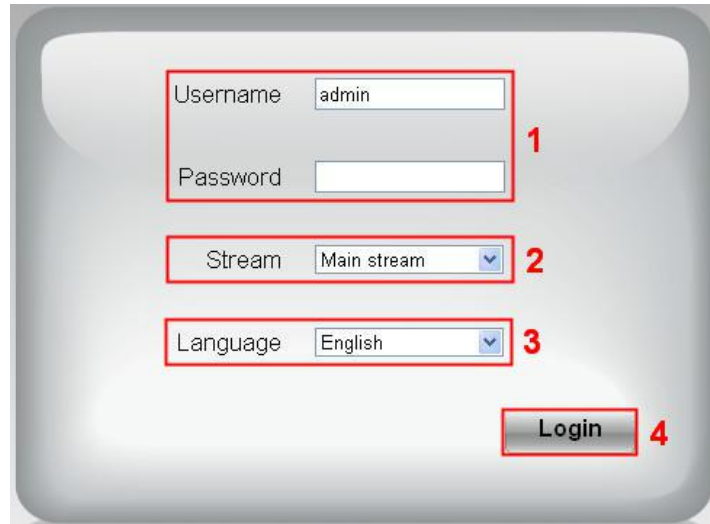 Username admin
1
Password
Stream Main stream 2
Language English 3
Login 4